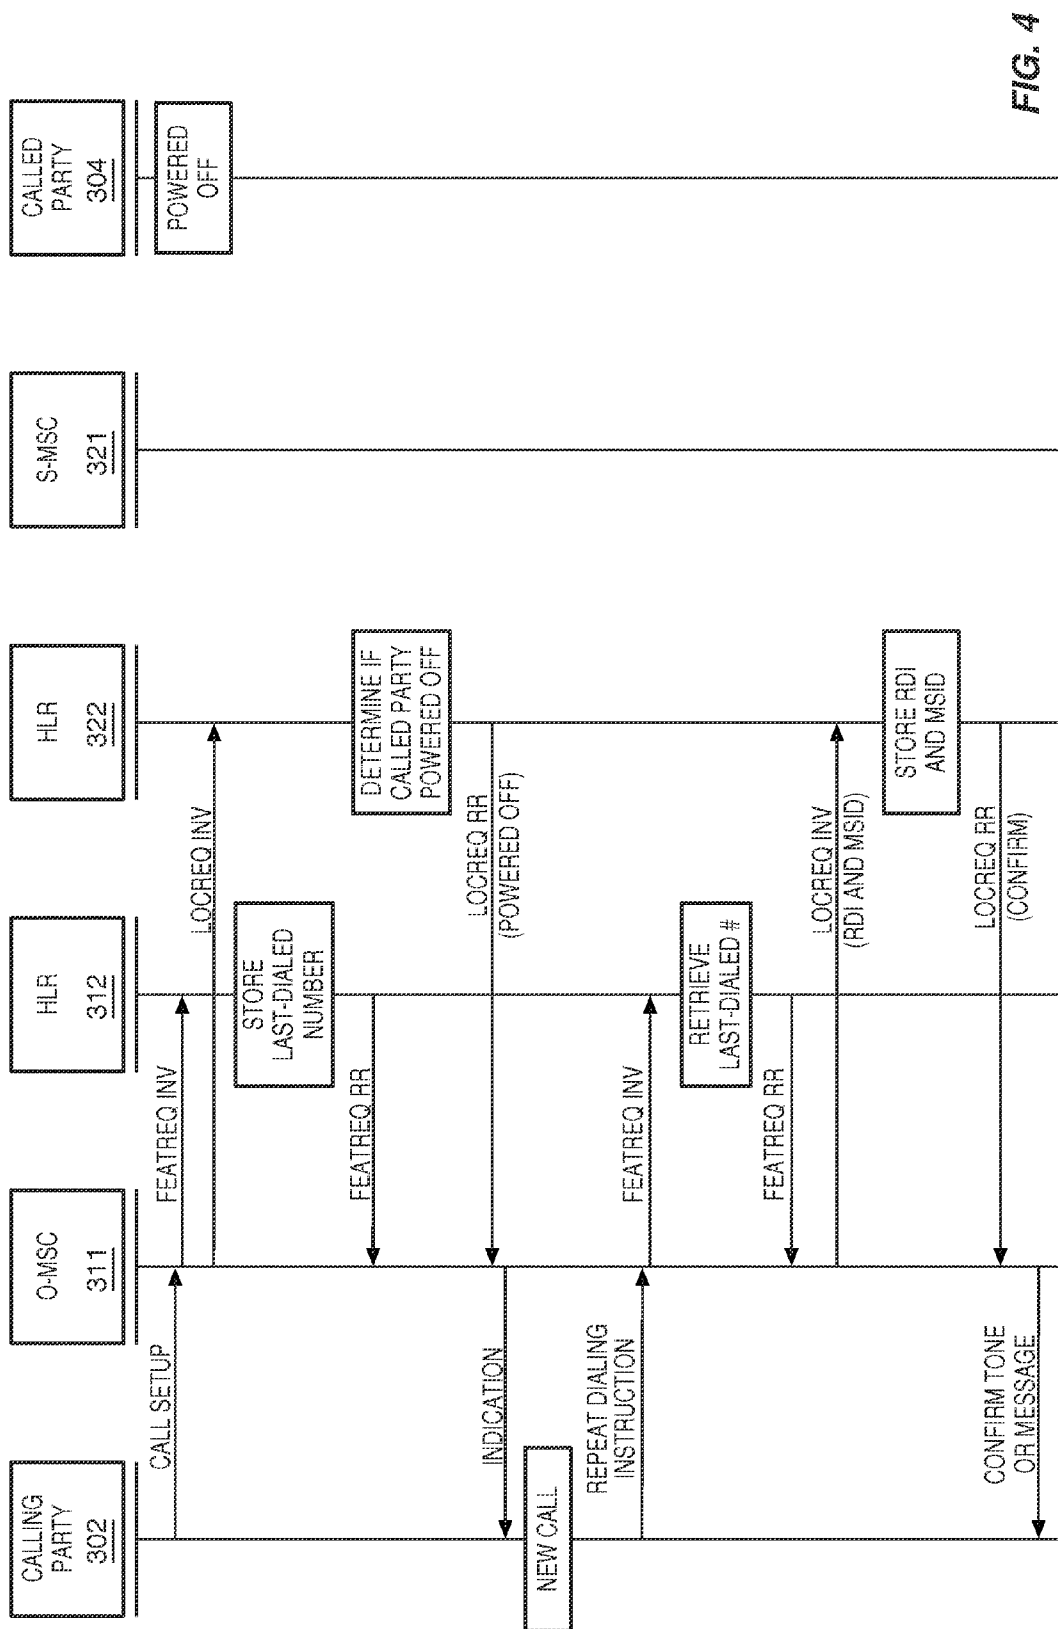 CALLING
PARTY
302
O-MSC
311
HLR
312
HLR
322
S-MSC
321
CALLED
PARTY
304
POWERED
OFF
CALL SETUP
FEATREQ INV
LOCREQ INV
STORE
LAST-DIALED
NUMBER
FEATREQ RR
DETERMINE IF
CALLED PARTY
POWERED OFF
LOCREQ RR
(POWERED OFF)
INDICATION
NEW CALL
REPEAT DIALING
INSTRUCTION
FEATREQ INV
RETRIEVE
LAST-DIALED #
FEATREQ RR
LOCREQ INV
(RDI AND MSID)
STORE RDI
AND MSID
LOCREQ RR
(CONFIRM)
CONFIRM TONE
OR MESSAGE
FIG. 4